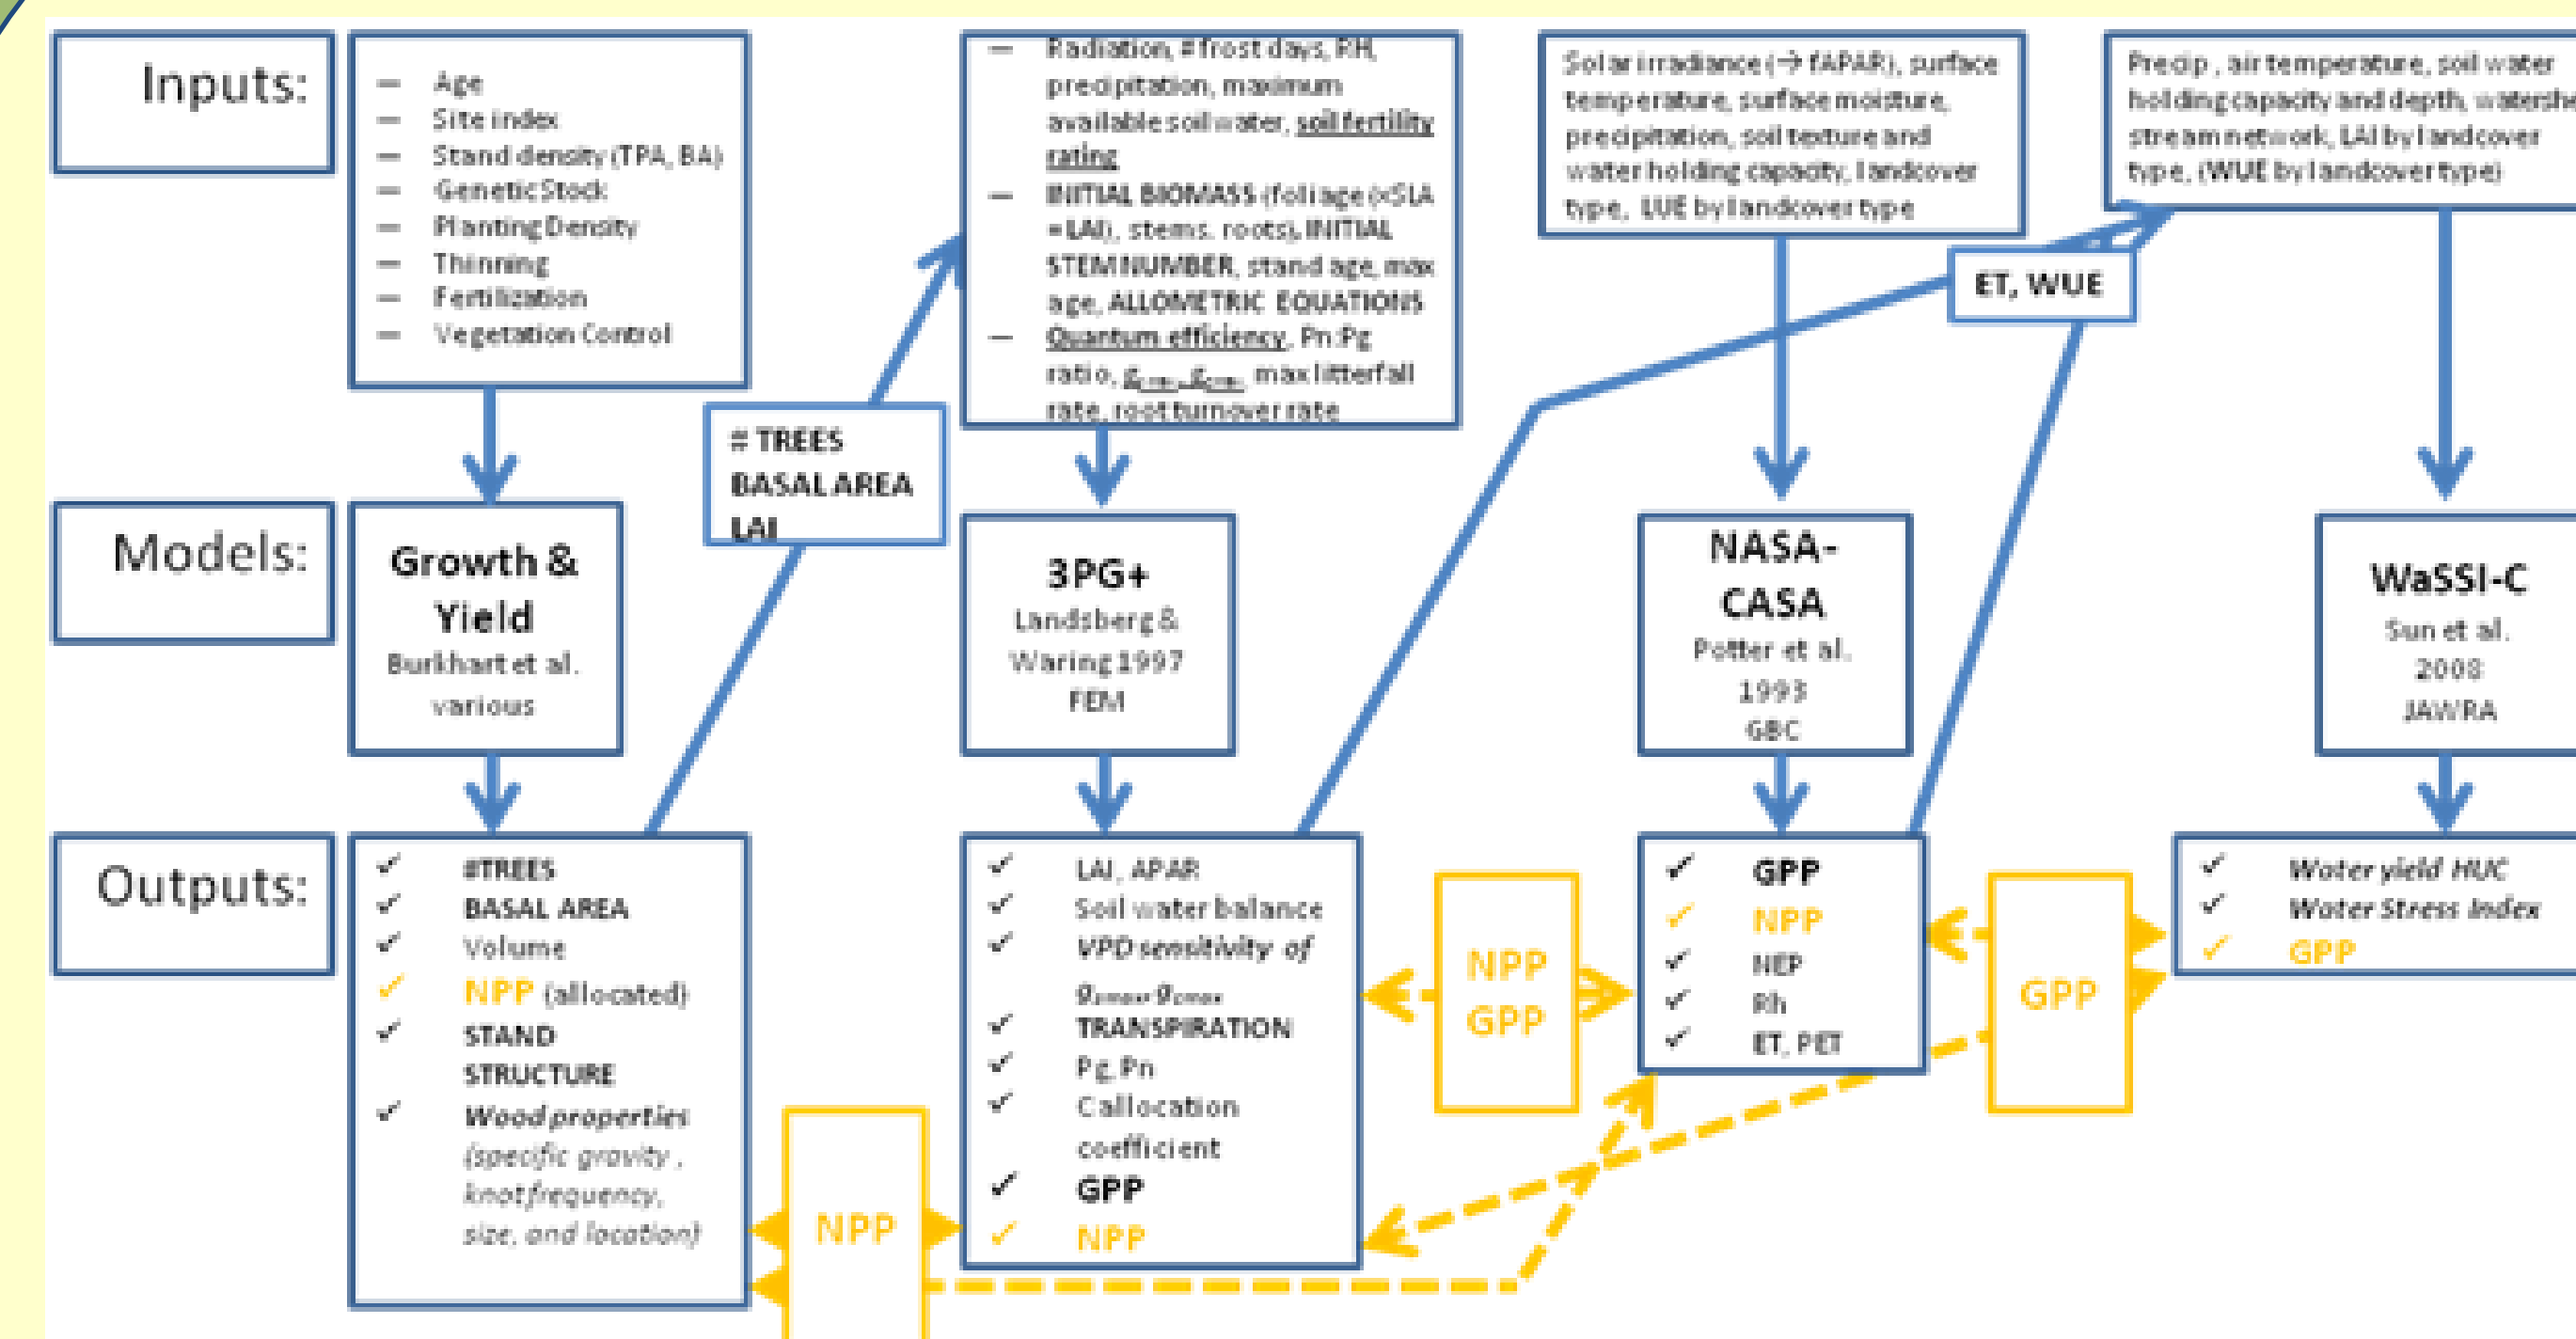 Inputs:
— Age
— Site index
— Stand density (TPA, BA)
— Genetic Stock
— Planting Density
— Thinning
— Fertilization
— Vegetation Control
— Radiation, # frost days, RH,
precipitation, maximum
available soil water, soil fertility
rating
— INITIAL BIOMASS (foliage (×SLA
=LAI), stems. roots), INITIAL
STEM NUMBER, stand age, max
age, ALLOMETRIC EQUATIONS
— Quantum efficiency, Pn:Pg
ratio, max litterfall
rate, root turnover rate
Solar irradiance (→ fAPAR), surface
temperature, surface moisture,
precipitation, soil texture and
water holding capacity, landcover
type, LUE by landcover type
Precip , air temperature, soil water
holding capacity and depth, watershe
stream network, LAI by landcover
type, (WUE by landcover type)
ET, WUE
# TREES
BASAL AREA
LAI
Models:
Growth &
Yield
Burkhart et al.
various
3PG+
Landsberg &
Waring 1997
FEM
NASA-
CASA
Potter et al.
1993
GBC
WaSSI-C
Sun et al.
2008
JAWRA
Outputs:
✓ #TREES
✓ BASAL AREA
✓ Volume
✓ NPP (allocated)
✓ STAND
STRUCTURE
✓ Wood properties
(specific gravity ,
knot frequency,
size, and location)
NPP
✓ LAI, APAR
✓ Soil water balance
✓ VPD sensitivity of
✓ TRANSPIRATION
✓ Pg, Pn
✓ C allocation
coefficient
✓ GPP
✓ NPP
NPP
GPP
✓ GPP
✓ NPP
✓ NEP
✓ Rh
✓ ET, PET
GPP
✓ Water yield HUC
✓ Water Stress Index
✓ GPP